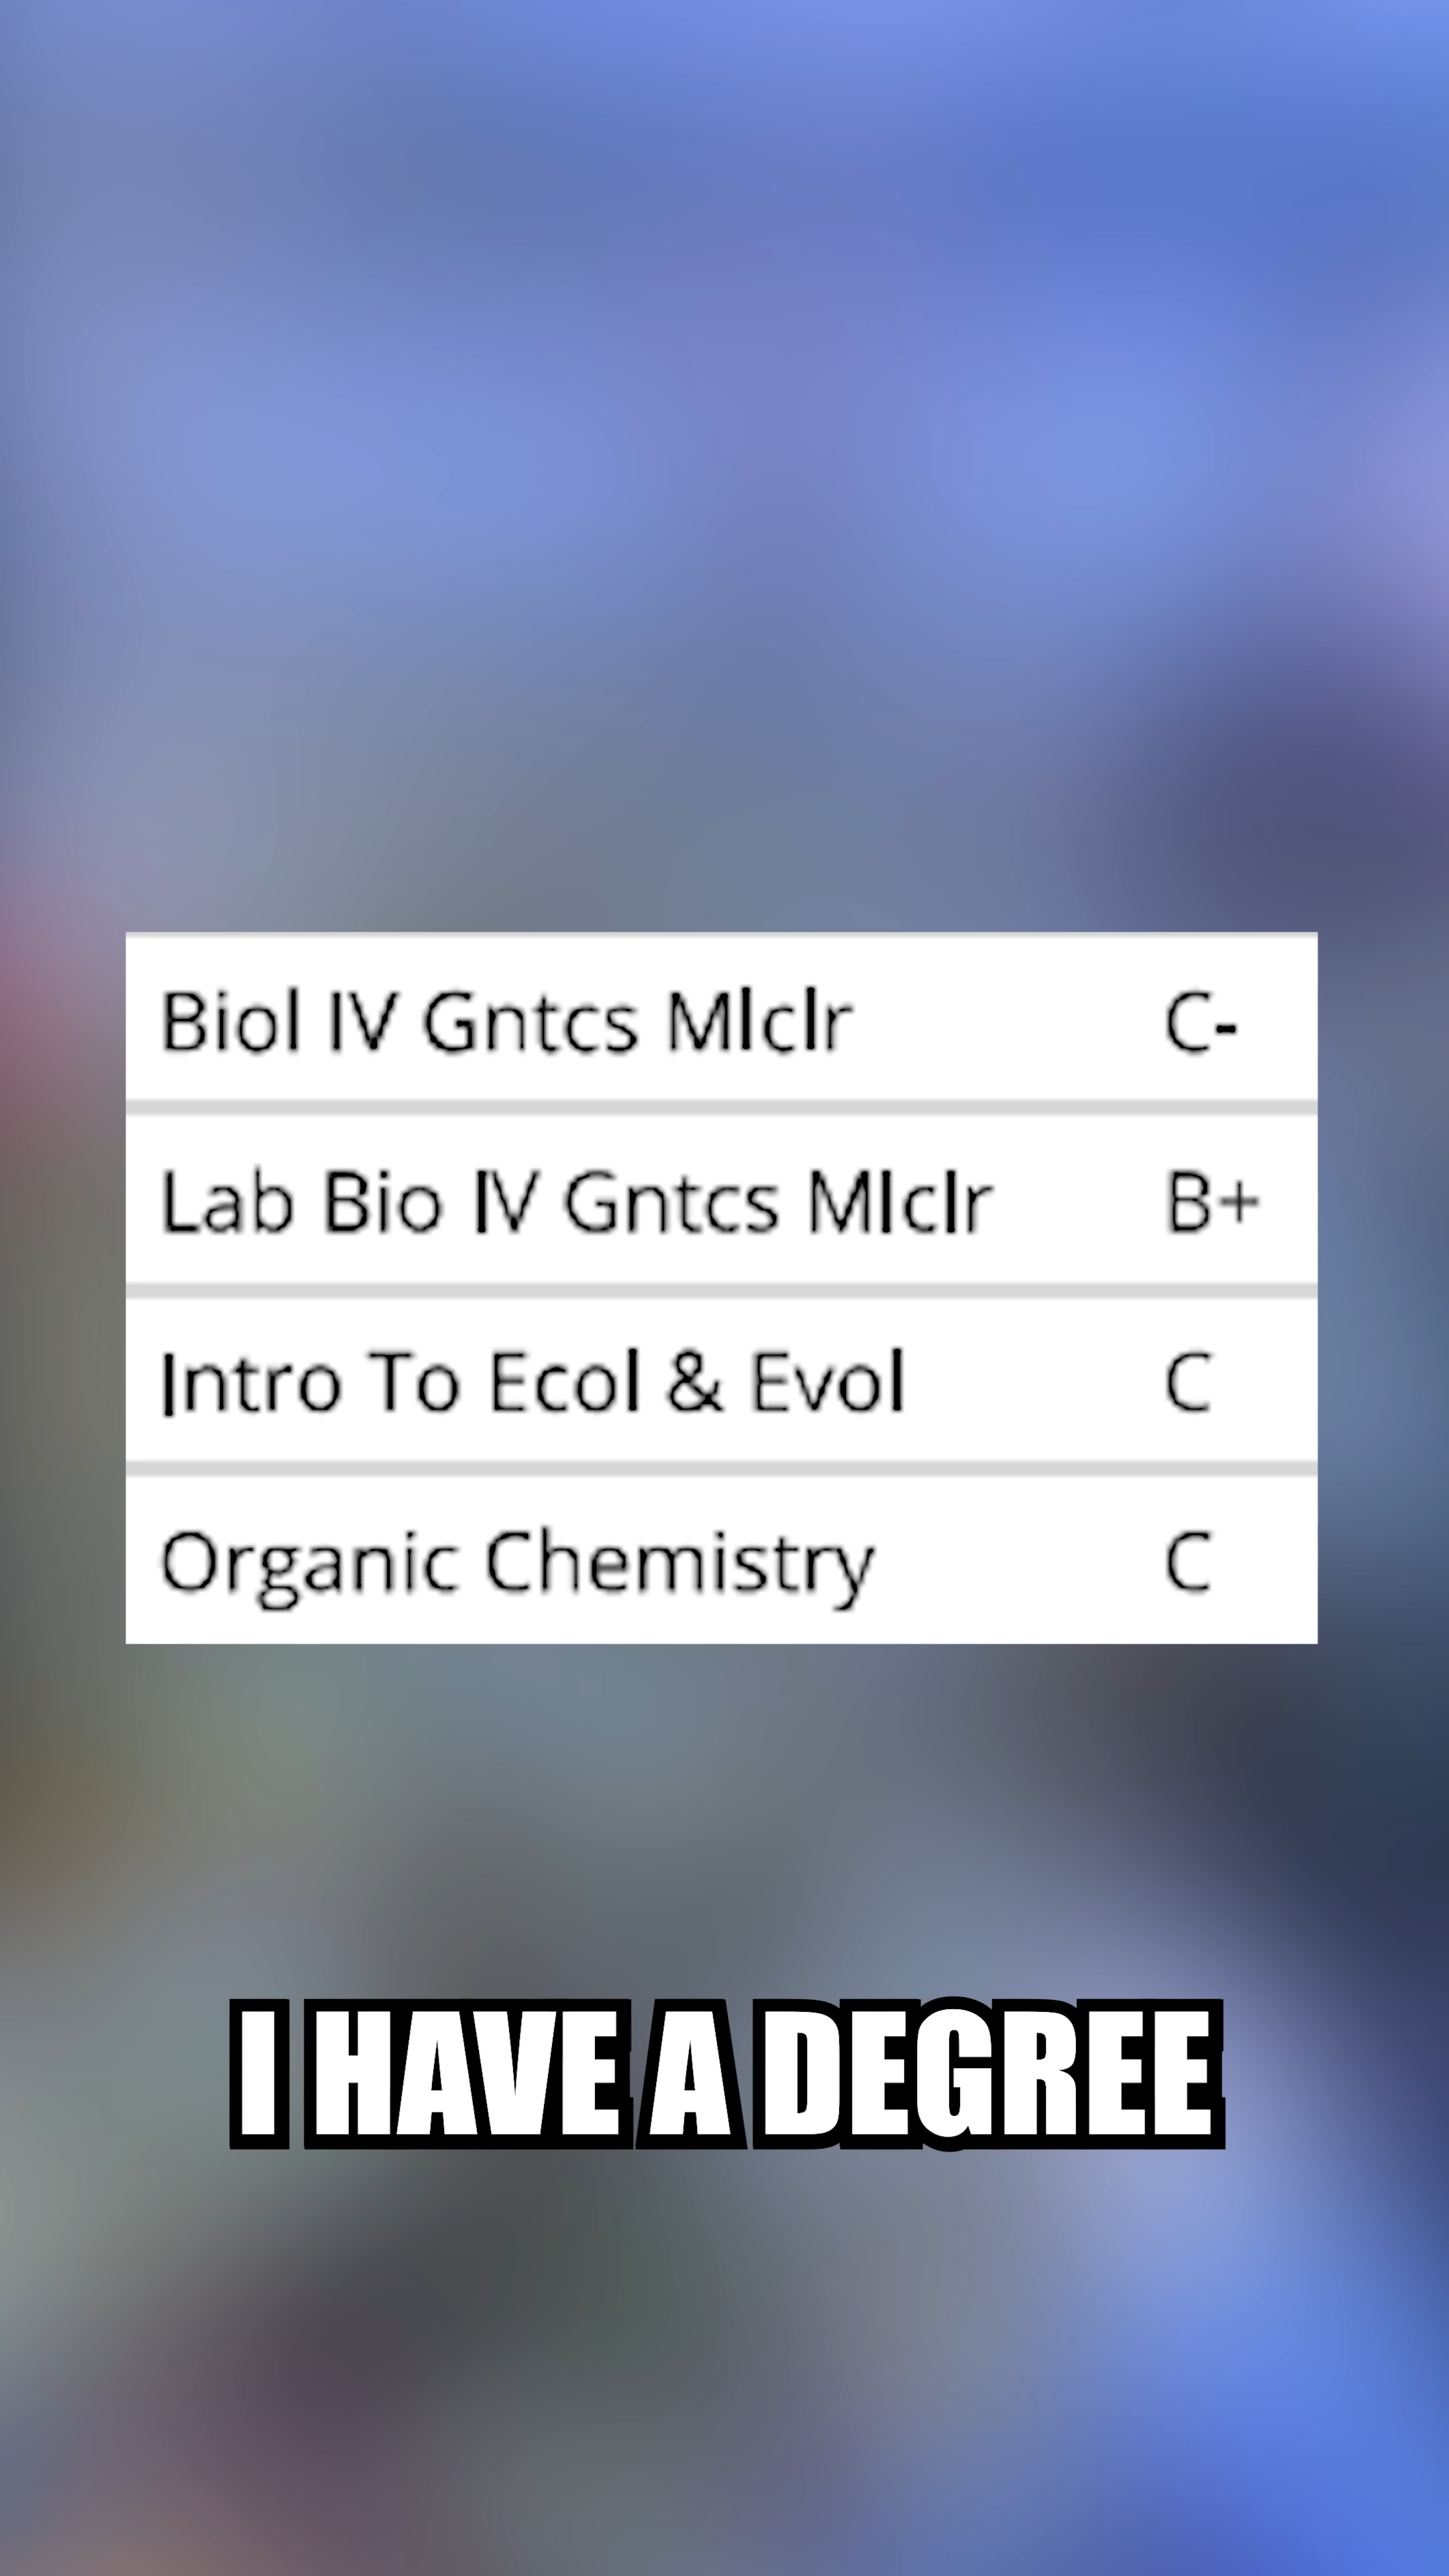 Biol IV Gntcs Mlclr C-
Lab Bio IV Gntcs Mlclr B+
Intro To Ecol & Evol C
Organic Chemistry C
I HAVE A DEGREE